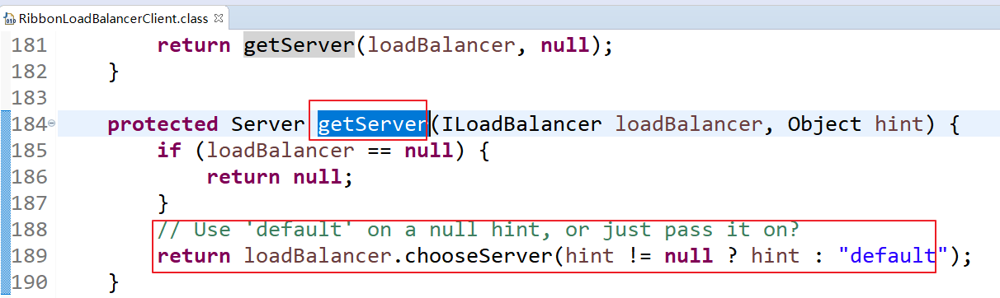 RibbonLoadBalancerClient.class
181 return getServer(loadBalancer, null);
182 }
183
184 protected Server getServer(ILoadBalancer loadBalancer, Object hint) {
185 if (loadBalancer == null) {
186 return null;
187 }
188 // Use 'default' on a null hint, or just pass it on?
189 return loadBalancer.chooseServer(hint != null ? hint : "default");
190 }